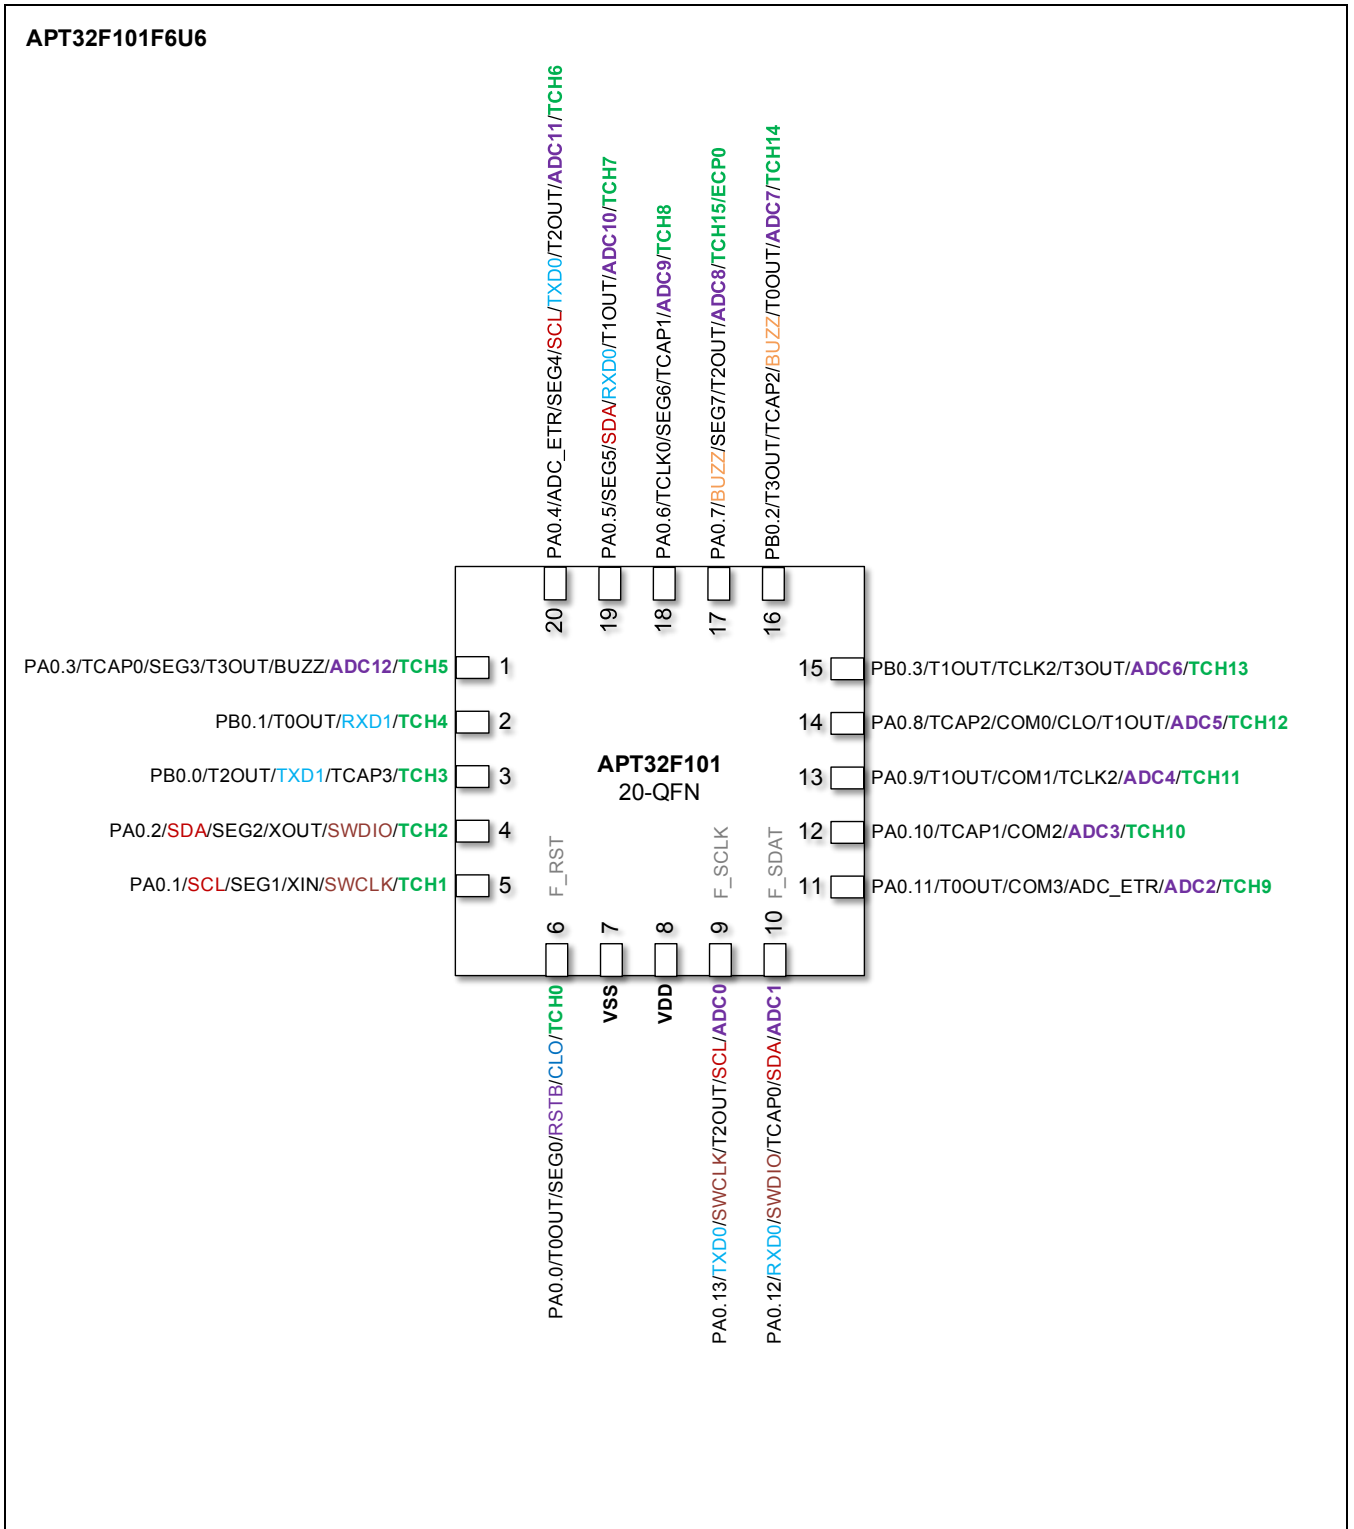 APT32F101F6U6
PA0.4/ADC_ETR/SEG4/SCL/TXD0/T2OUT/ADC11/TCH6
PA0.5/SEG5/SDA/RXD0/T1OUT/ADC10/TCH7
PA0.6/TCLK0/SEG6/TCAP1/ADC9/TCH8
PA0.7/BUZZ/SEG7/T2OUT/ADC8/TCH15/ECP0
PB0.2/T3OUT/TCAP2/BUZZ/T0OUT/ADC7/TCH14
20
19
18
17
16
PA0.3/TCAP0/SEG3/T3OUT/BUZZ/ADC12/TCH5
1
PB0.1/T0OUT/RXD1/TCH4
2
PB0.0/T2OUT/TXD1/TCAP3/TCH3
3
PA0.2/SDA/SEG2/XOUT/SWDIO/TCH2
4
PA0.1/SCL/SEG1/XIN/SWCLK/TCH1
5
APT32F101
20-QFN
15
PB0.3/T1OUT/TCLK2/T3OUT/ADC6/TCH13
14
PA0.8/TCAP2/COM0/CLO/T1OUT/ADC5/TCH12
13
PA0.9/T1OUT/COM1/TCLK2/ADC4/TCH11
12
PA0.10/TCAP1/COM2/ADC3/TCH10
11
PA0.11/T0OUT/COM3/ADC_ETR/ADC2/TCH9
F_RST
F_SCLK
F_SDAT
6
7
8
9
10
PA0.0/T0OUT/SEG0/RSTB/CLO/TCH0
VSS
VDD
PA0.13/TXD0/SWCLK/T2OUT/SCL/ADC0
PA0.12/RXD0/SWDIO/TCAP0/SDA/ADC1